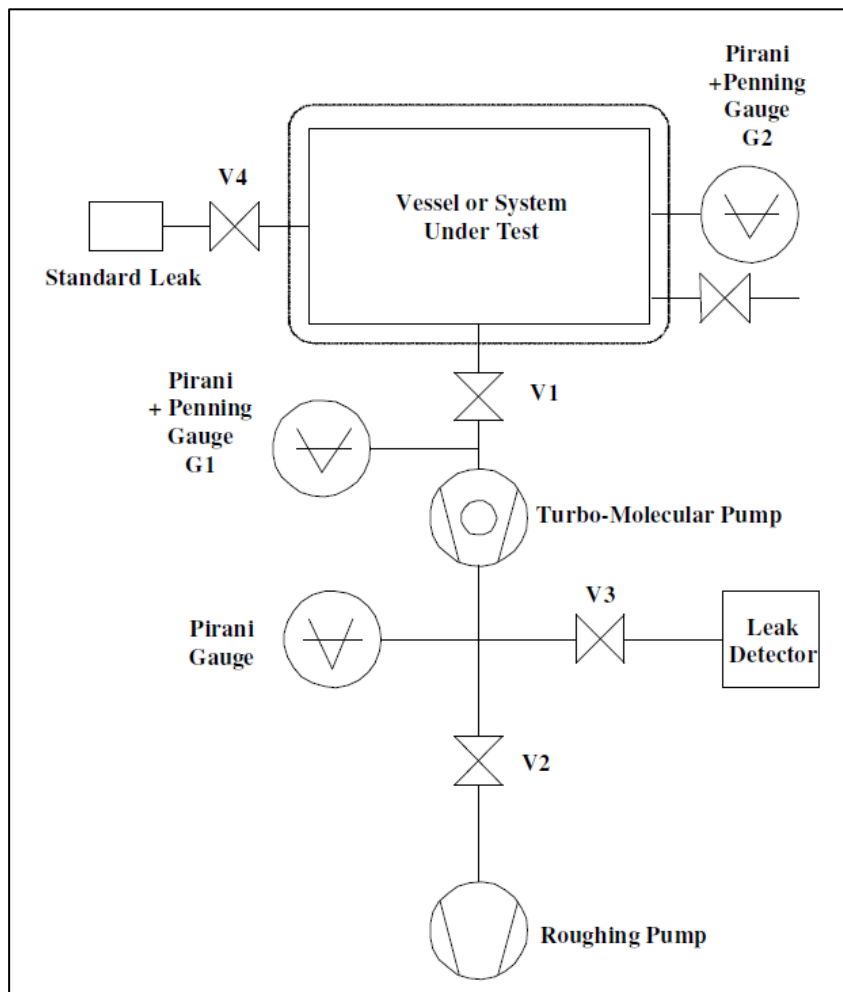 Pirani
+Penning
Gauge
G2
V4
Vessel or System
Under Test
Standard Leak
Pirani
+ Penning
Gauge
G1
V1
Turbo-Molecular Pump
V3
Pirani
Gauge
Leak
Detector
V2
Roughing Pump